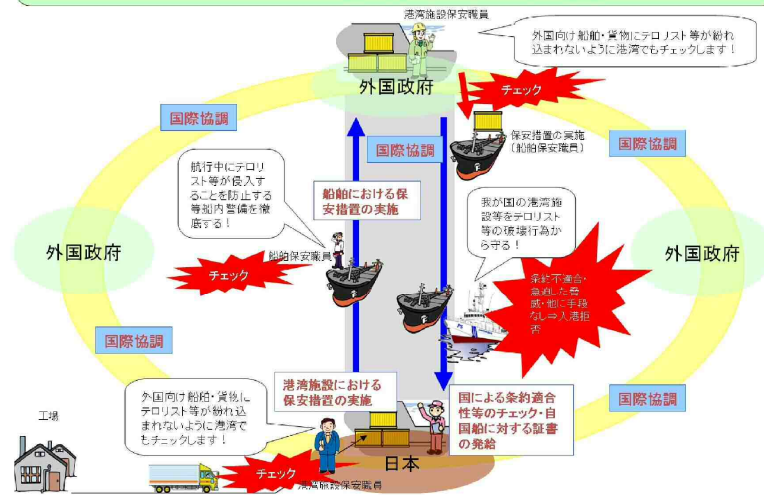 港湾施設保安職員
外国向け船舶・貨物にテロリスト等が紛れ
込まれないように港湾でもチェックします！
外国政府
チェック
国際協調
国際協調
国際協調
保安措置の実施
（船舶保安職員）
航行中にテロリ
スト等が侵入す
ることを防止する
等船内警備を徹
底する！
船舶における保
安措置の実施
我が国の港湾施
設等をテロリスト
等の破壊行為か
ら守る！
外国政府
外国政府
船舶保安職員
チェック
条約不適合・
急迫した脅
威・他に手段
なし⇒入港拒
否
国際協調
国際協調
外国向け船舶・貨物に
テロリスト等が紛れ込
まれないように港湾で
もチェックします！
港湾施設における
保安措置の実施
国による条約適合
性等のチェック・自
国船に対する証書
の発給
工場
日本
チェック
港湾施設保安職員